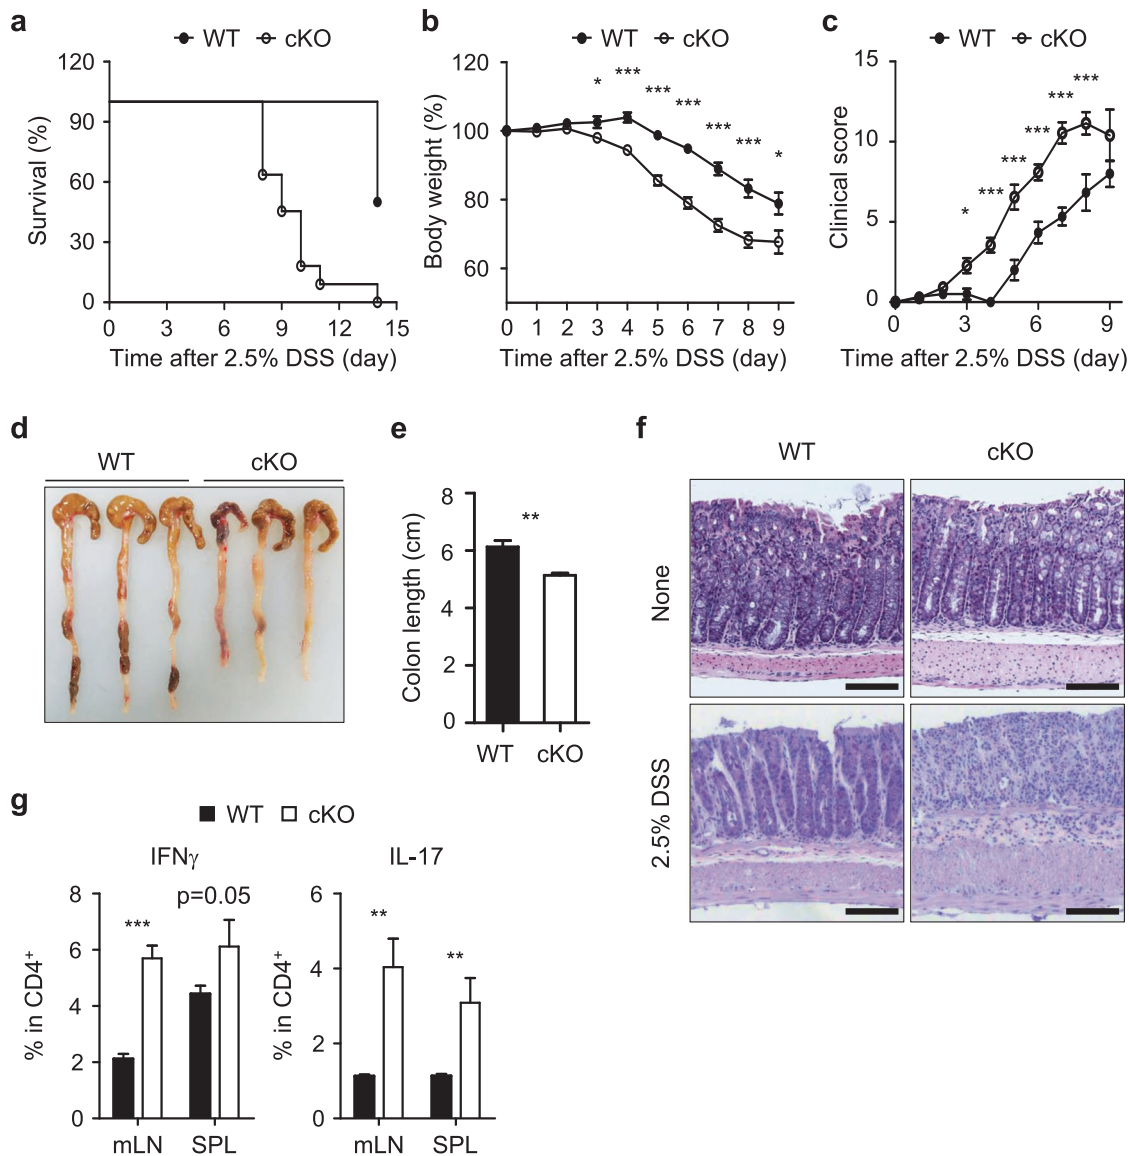 a
WT cKO
120
100
60
30
0
Survival (%)
0 3 6 9 12 15
Time after 2.5% DSS (day)
b
WT cKO
120
100
80
60
Body weight (%)
* *** *** *** *** *** *
0 1 2 3 4 5 6 7 8 9
Time after 2.5% DSS (day)
c
WT cKO
15
10
5
0
Clinical score
* *** *** *** *** ***
0 3 6 9
Time after 2.5% DSS (day)
d
WT cKO
e
8
6
4
2
0
Colon length (cm)
**
WT cKO
f
WT cKO
None
2.5% DSS
g
WT cKO
IFNγ
8
6
4
2
0
% in CD4+
*** p=0.05
mLN SPL
IL-17
6
4
2
0
% in CD4+
** **
mLN SPL